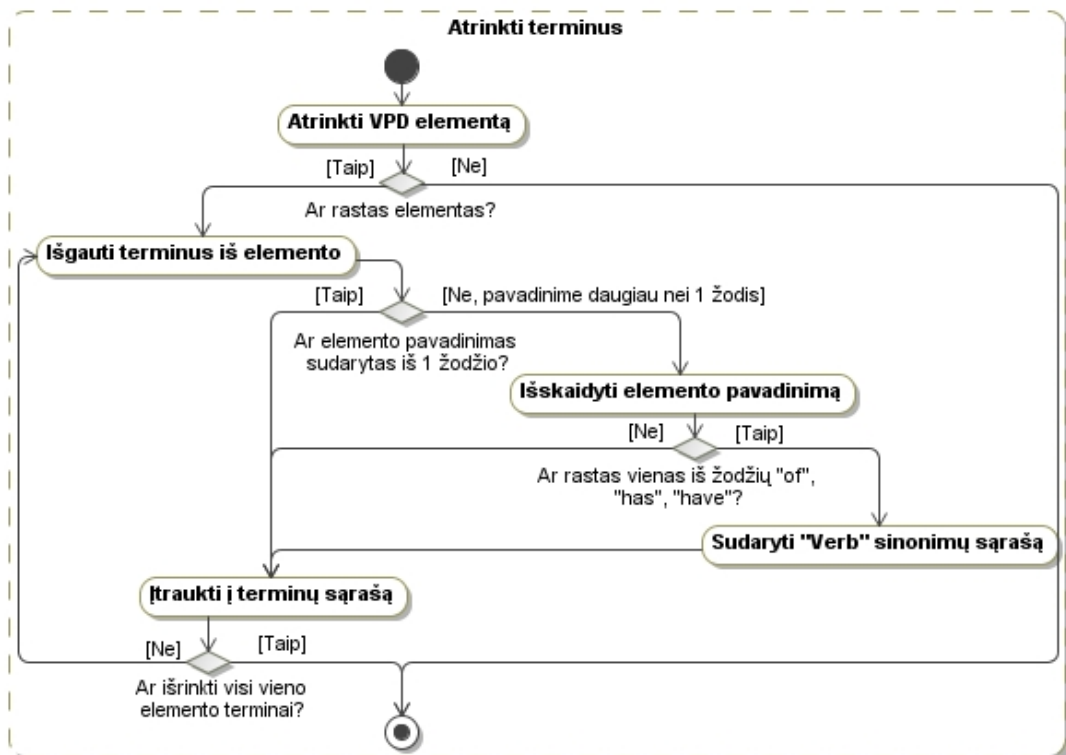 Atrinkti terminus
Atrinkti VPD elementą
[Taip]
[Ne]
Ar rastas elementas?
Išgauti terminus iš elemento
[Taip]
[Ne, pavadinime daugiau nei 1 žodis]
Ar elemento pavadinimas
sudarytas iš 1 žodžio?
Išskaidyti elemento pavadinimą
[Ne]
[Taip]
Ar rastas vienas iš žodžių "of",
"has", "have"?
Sudaryti "Verb" sinonimų sąrašą
Įtraukti į terminų sąrašą
[Ne]
[Taip]
Ar išrinkti visi vieno
elemento terminai?